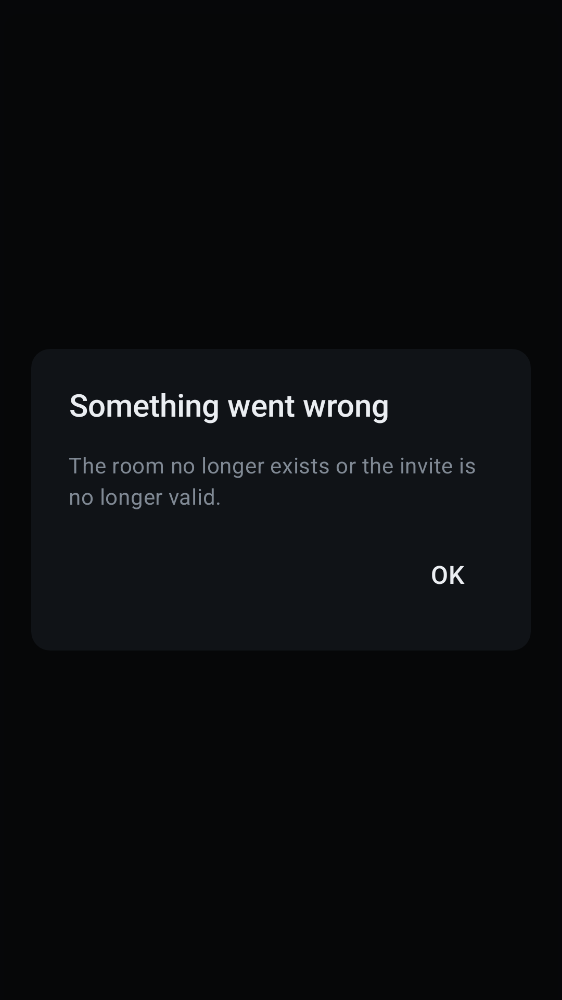 Something went wrong
The room no longer exists or the invite is
no longer valid.
OK